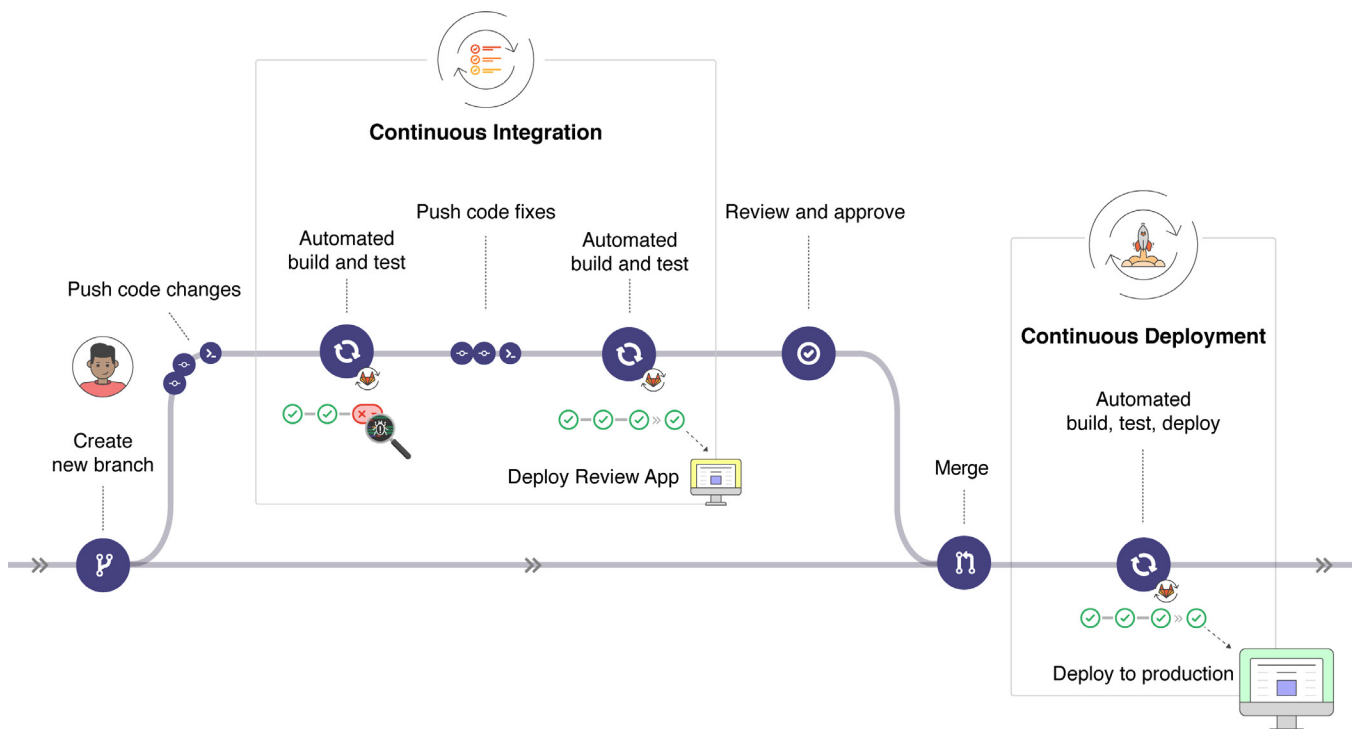 Continuous Integration
Push code fixes
Review and approve
Automated
build and test
Automated
build and test
Push code changes
Continuous Deployment
Automated
build, test, deploy
Create
new branch
Deploy Review App
Merge
Deploy to production